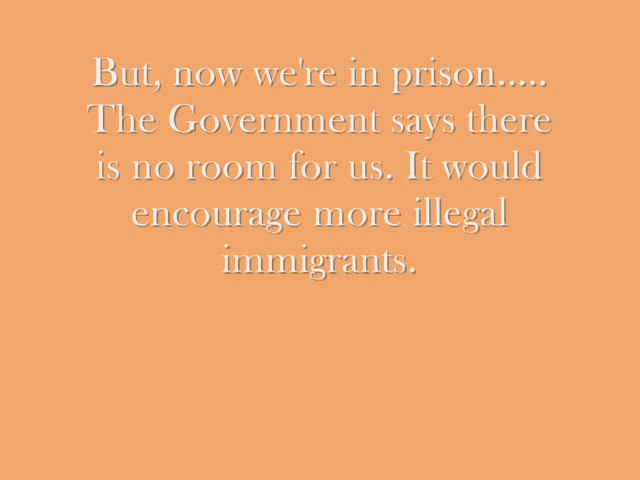 But, now we're in prison.....
The Government says there
is no room for us. It would
encourage more illegal
immigrants.